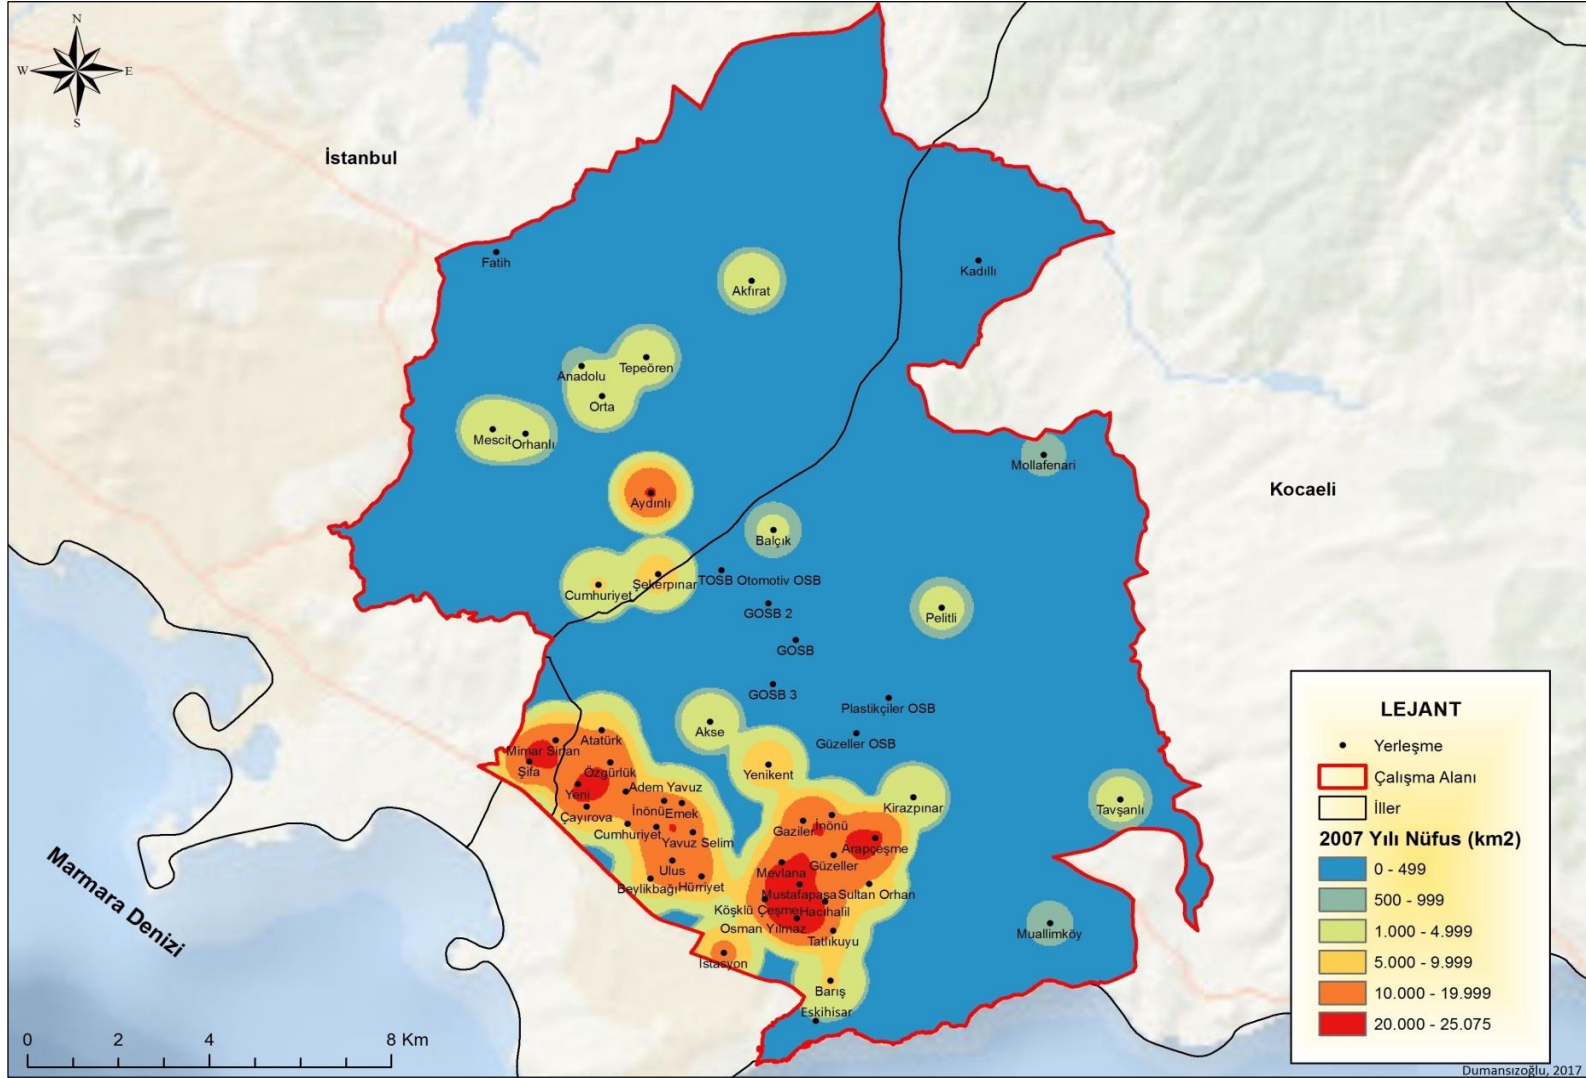 N
W
E
S
İstanbul
Fatih
Kadıllı
Akfırat
Tepeören
Anadolu
Orta
Mescit
Orhanlı
Mollafenari
Kocaeli
Aydınlı
Balçık
Şekerpınar
TOSB Otomotiv OSB
Cumhuriyet
GOSB 2
Pelitli
GOSB
GOSB 3
Plastikçiler OSB
Akse
Güzeller OSB
Atatürk
Mimar Sinan
Şifa
Özgürlük
Yenikent
Yeni
Adem Yavuz
Kirazpınar
Tavşanlı
Çayırova
İnönü
Emek
Cumhuriyet
Yavuz Selim
Gaziler
İnönü
Arapçeşme
Güzeller
Ulus
Mevlana
Beylikbağı
Hürriyet
Mustafapaşa
Sultan Orhan
Köşklü Çeşme
Hacıhalil
Osman Yılmaz
Tatlıkuyu
Muallimköy
İstasyon
Barış
Eskihisar
Marmara Denizi
0 2 4 8 Km
LEJANT
Yerleşme
Çalışma Alanı
İller
2007 Yılı Nüfus (km2)
0 - 499
500 - 999
1.000 - 4.999
5.000 - 9.999
10.000 - 19.999
20.000 - 25.075
Dumansızoğlu, 2017